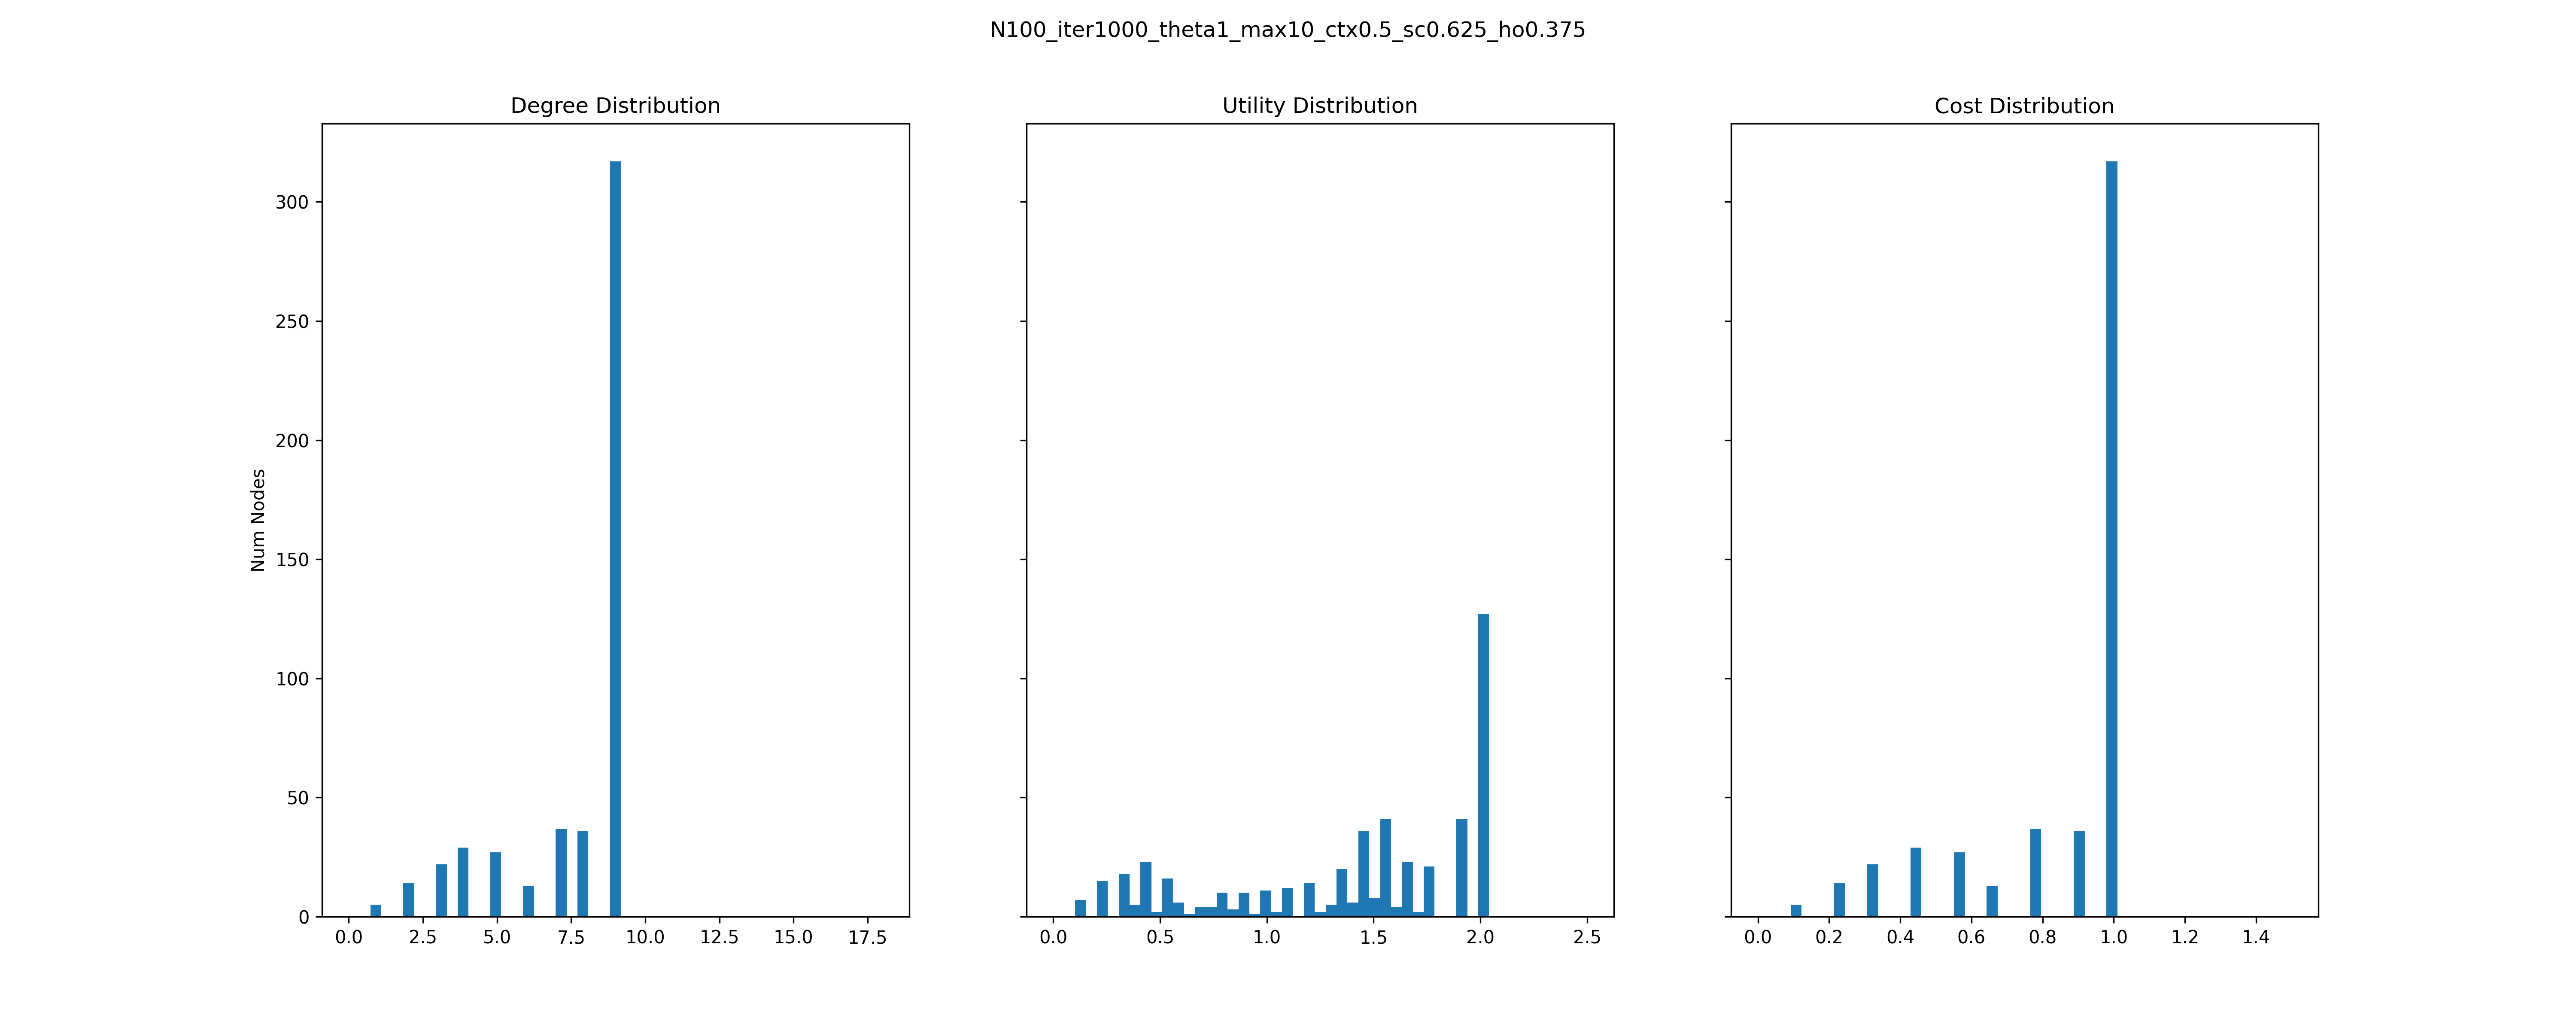 N100_iter1000_theta1_max10_ctx0.5_sc0.625_ho0.375
Degree Distribution
Utility Distribution
Cost Distribution
Num Nodes
300
250
200
150
100
50
0
0.0 2.5 5.0 7.5 10.0 12.5 15.0 17.5
0.0 0.5 1.0 1.5 2.0 2.5
0.0 0.2 0.4 0.6 0.8 1.0 1.2 1.4